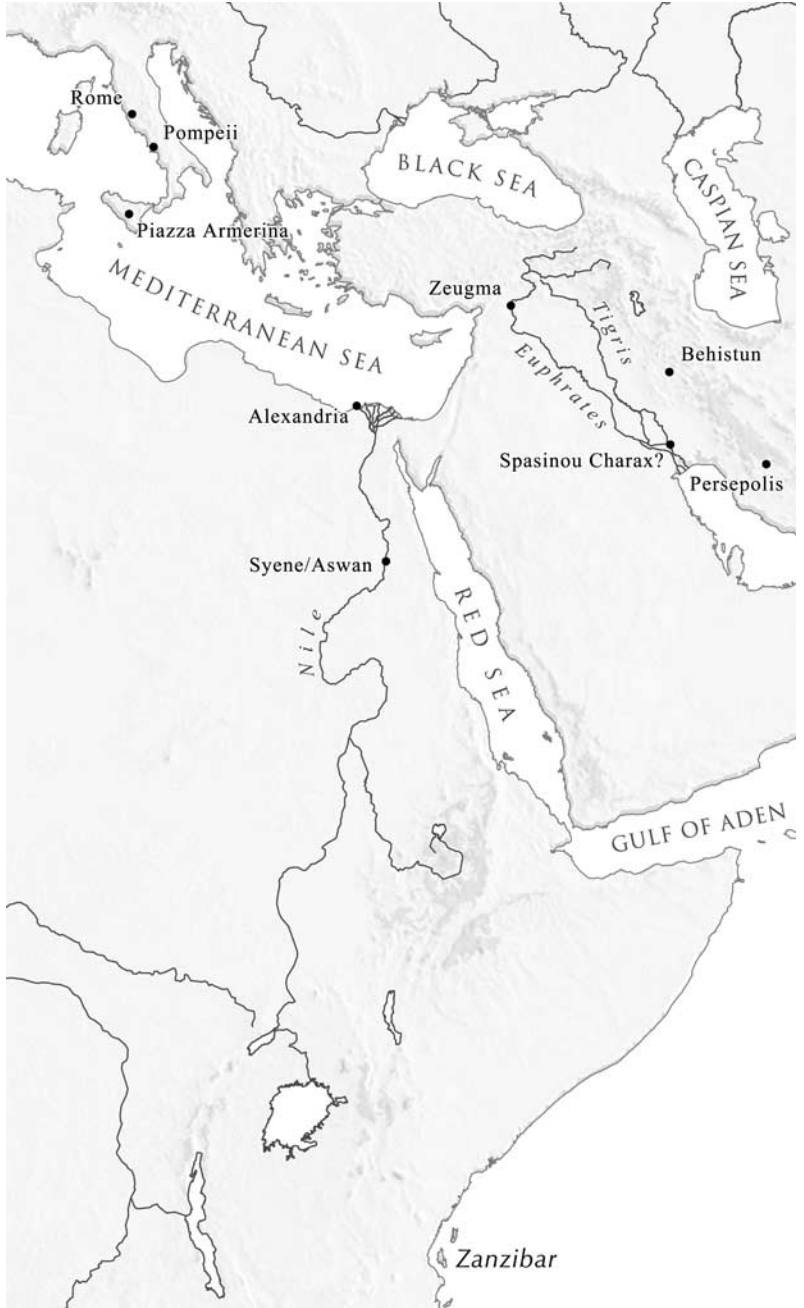 Rome
Pompeii
BLACK SEA
CASPIAN SEA
Piazza Armerina
MEDITERRANEAN SEA
Zeugma
Tigris
Euphrates
Behistun
Alexandria
Spasinou Charax?
Persepolis
Syene/Aswan
Nile
RED SEA
GULF OF ADEN
Zanzibar